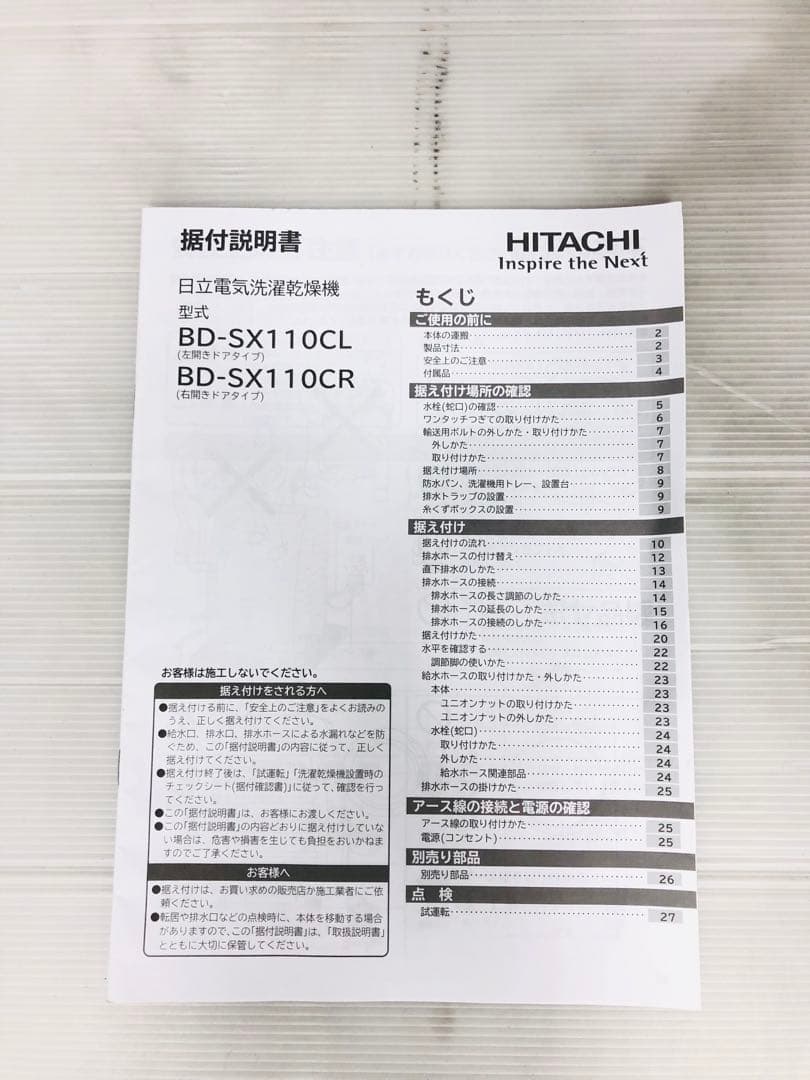 据付説明書
日立電気洗濯乾燥機
型式
BD-SX110CL
(左開きドアタイプ)
BD-SX110CR
(右開きドアタイプ)
お客様は施工しないでください。
据え付けをされる方へ
●据え付ける前に、「安全上のご注意」をよくお読みの
うえ、正しく据え付けてください。
●給水口、排水口、排水ホースによる水漏れなどを防
ぐため、この「据付説明書」の内容に従って、正しく
据え付けてください。
●据え付け終了後は、「試運転」「洗濯乾燥機設置時の
チェックシート(据付確認書)」に従って、確認を行っ
てください。
●この「据付説明書」は、お客様にお渡しください。
●この「据付説明書」の内容どおりに据え付けしていな
い場合は、危害や損害を生じても負担をおいかねま
すのでご了承ください。
お客様へ
●据え付けは、お買い求めの販売店か施工業者にご依
頼ください。
●転居や排水口などの点検時に、本体を移動する場合
がありますので、この「据付説明書」は、「取扱説明書」
とともに大切に保管してください。
HITACHI
Inspire the Next
もくじ
ご使用の前に
本体の運搬 2
製品寸法 2
安全上のご注意 3
付属品 4
据え付け場所の確認
水栓(蛇口)の確認 5
ワンタッチつぎての取り付けかた 6
輸送用ボルトの外しかた・取り付けかた 7
外しかた 7
取り付けかた 7
据え付け場所 8
防水パン、洗濯機用トレー、設置台 9
排水トラップの設置 9
糸くずボックスの設置 9
据え付け
据え付けの流れ 10
排水ホースの付け替え 12
直下排水のしかた 13
排水ホースの接続 14
排水ホースの長さ調節のしかた 14
排水ホースの延長のしかた 15
排水ホースの接続のしかた 16
据え付けかた 20
水平を確認する 22
調節脚の使いかた 22
給水ホースの取り付けかた・外しかた 23
本体 23
ユニオンナットの取り付けかた 23
ユニオンナットの外しかた 23
水栓(蛇口) 24
取り付けかた 24
外しかた 24
給水ホース関連部品 24
排水ホースの掛けかた 25
アース線の接続と電源の確認
アース線の取り付けかた 25
電源(コンセント) 25
別売り部品
別売り部品 26
点 検
試運転 27